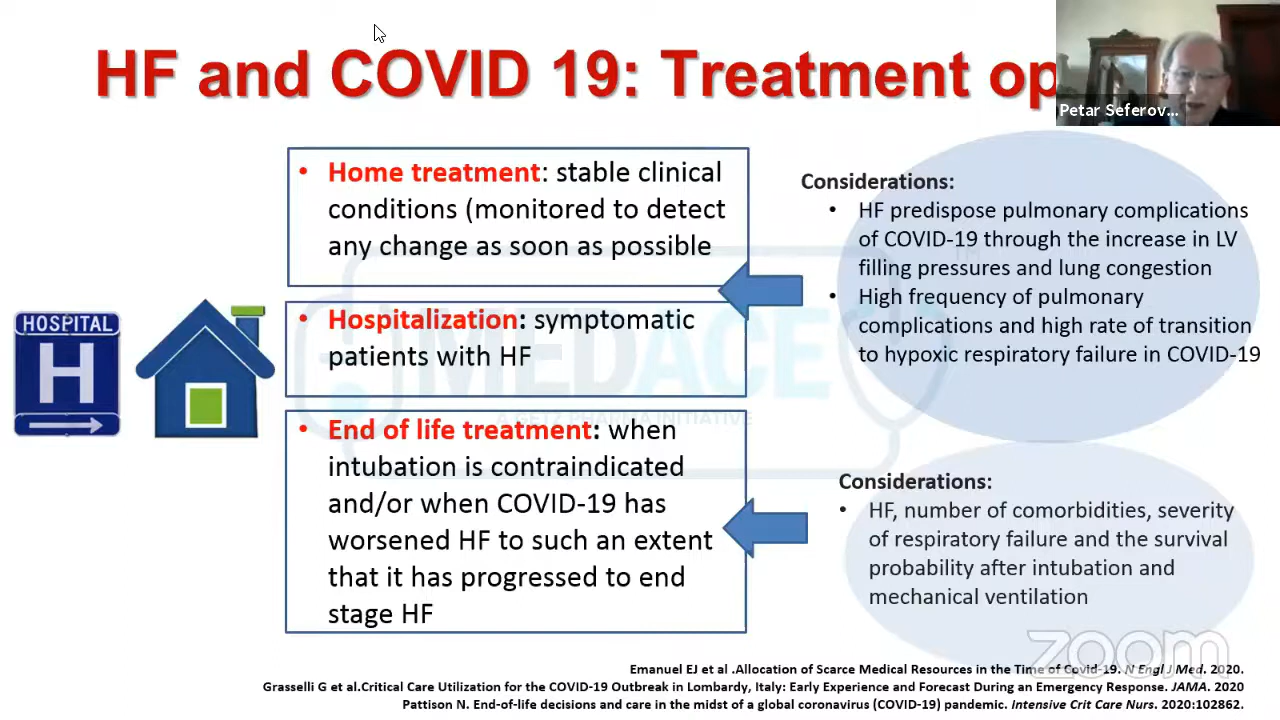 HF and COVID 19: Treatment op
Petar Seferov...
• Home treatment: stable clinical
conditions (monitored to detect
any change as soon as possible
• Hospitalization: symptomatic
patients with HF
• End of life treatment: when
intubation is contraindicated
and/or when COVID-19 has
worsened HF to such an extent
that it has progressed to end
stage HF
HOSPITAL
H
Considerations:
• HF predispose pulmonary complications
of COVID-19 through the increase in LV
filling pressures and lung congestion
• High frequency of pulmonary
complications and high rate of transition
to hypoxic respiratory failure in COVID-19
Considerations:
• HF, number of comorbidities, severity
of respiratory failure and the survival
probability after intubation and
mechanical ventilation
MEDACE
A GETZ PHARMA INITIATIVE
zoom
Emanuel EJ et al .Allocation of Scarce Medical Resources in the Time of Covid-19. N Engl J Med. 2020.
Grasselli G et al.Critical Care Utilization for the COVID-19 Outbreak in Lombardy, Italy: Early Experience and Forecast During an Emergency Response. JAMA. 2020
Pattison N. End-of-life decisions and care in the midst of a global coronavirus (COVID-19) pandemic. Intensive Crit Care Nurs. 2020:102862.